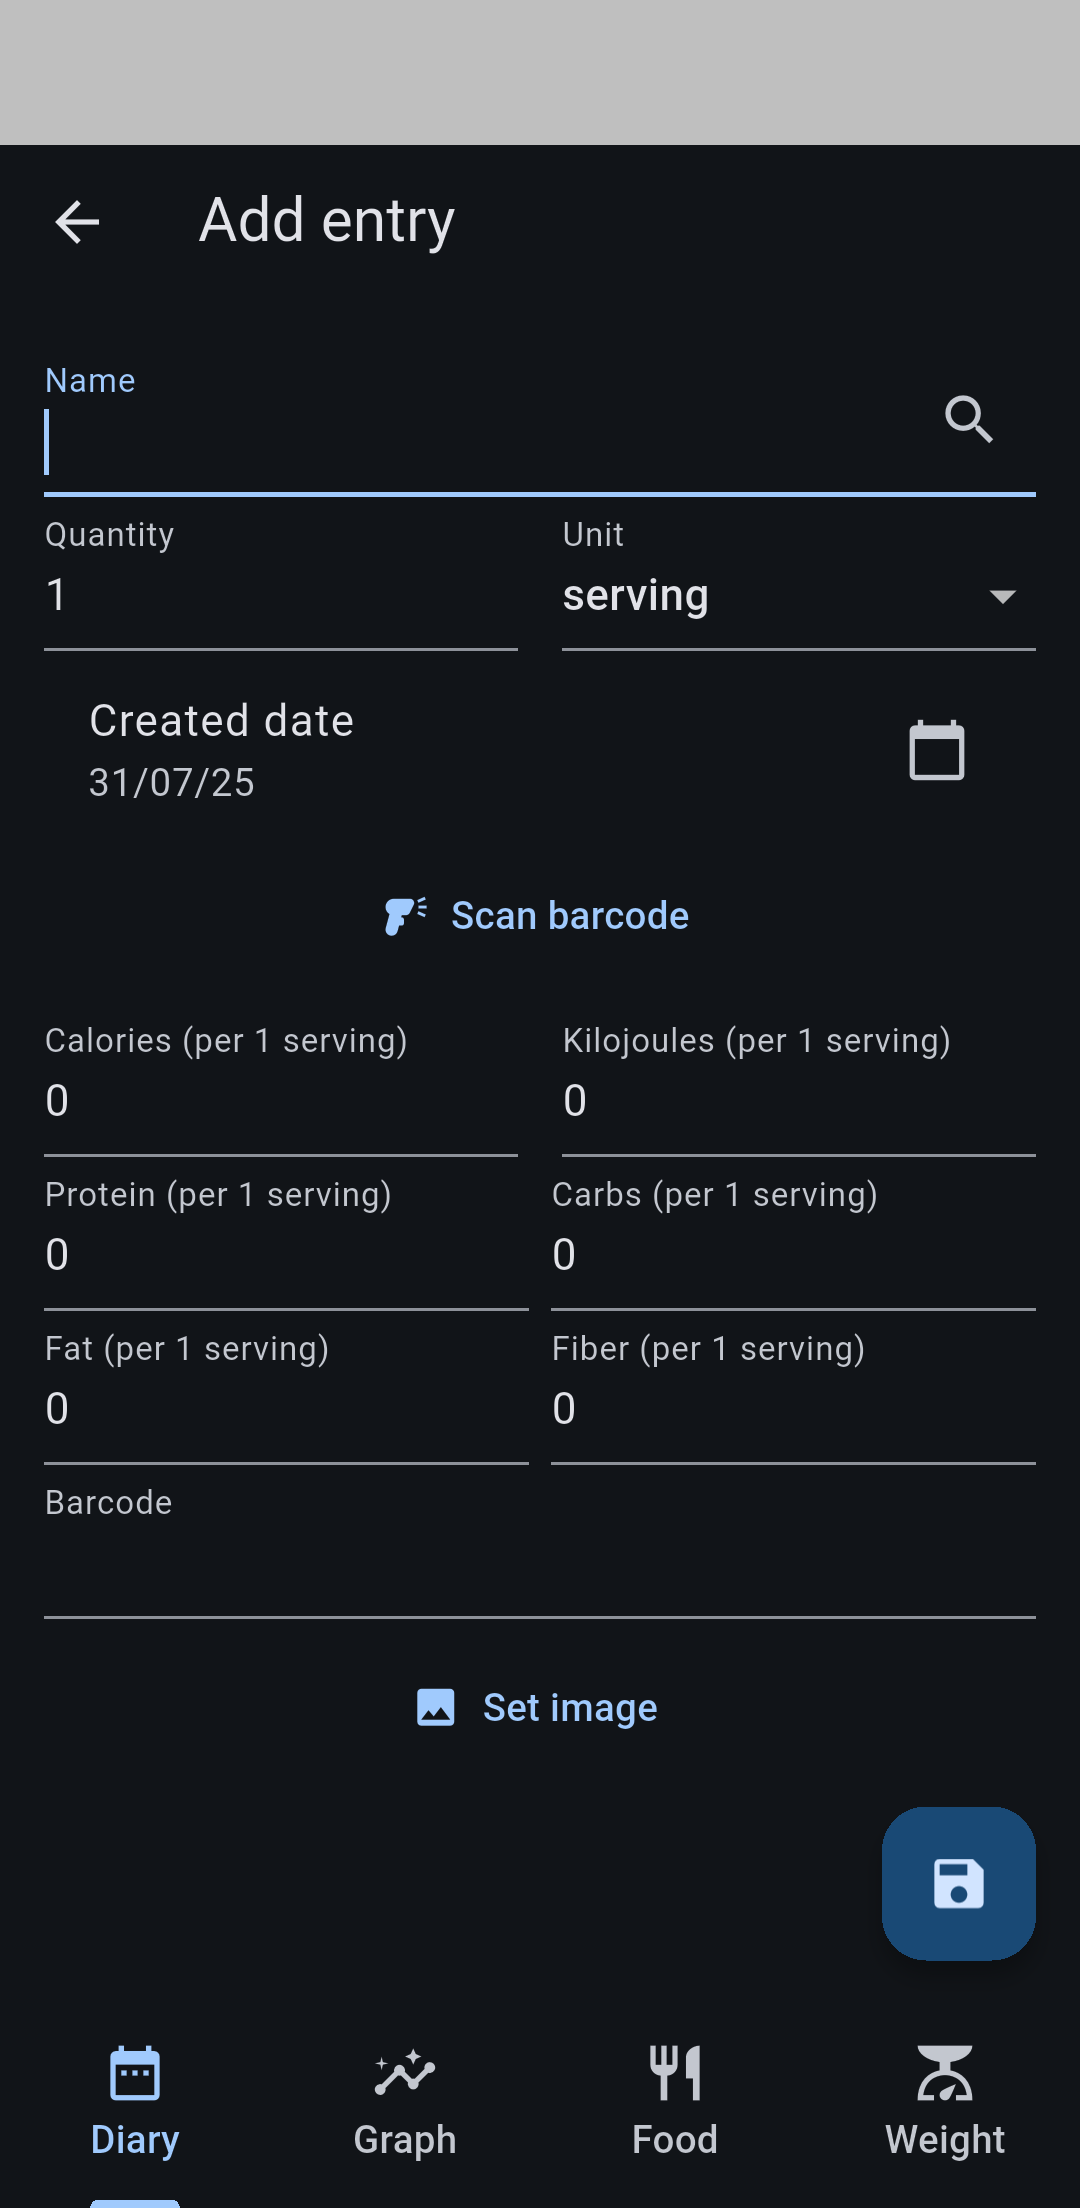 Add entry
Name
Quantity Unit
1 serving
Created date
31/07/25
Scan barcode
Calories (per 1 serving) Kilojoules (per 1 serving)
0 0
Protein (per 1 serving) Carbs (per 1 serving)
0 0
Fat (per 1 serving) Fiber (per 1 serving)
0 0
Barcode
Set image
Diary Graph Food Weight